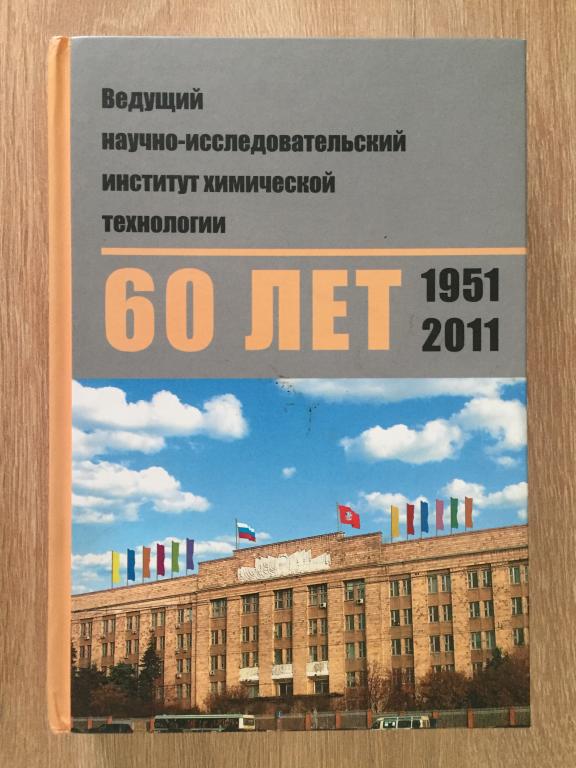 Ведущий
научно-исследовательский
институт химической
технологии
60 ЛЕТ
1951
2011